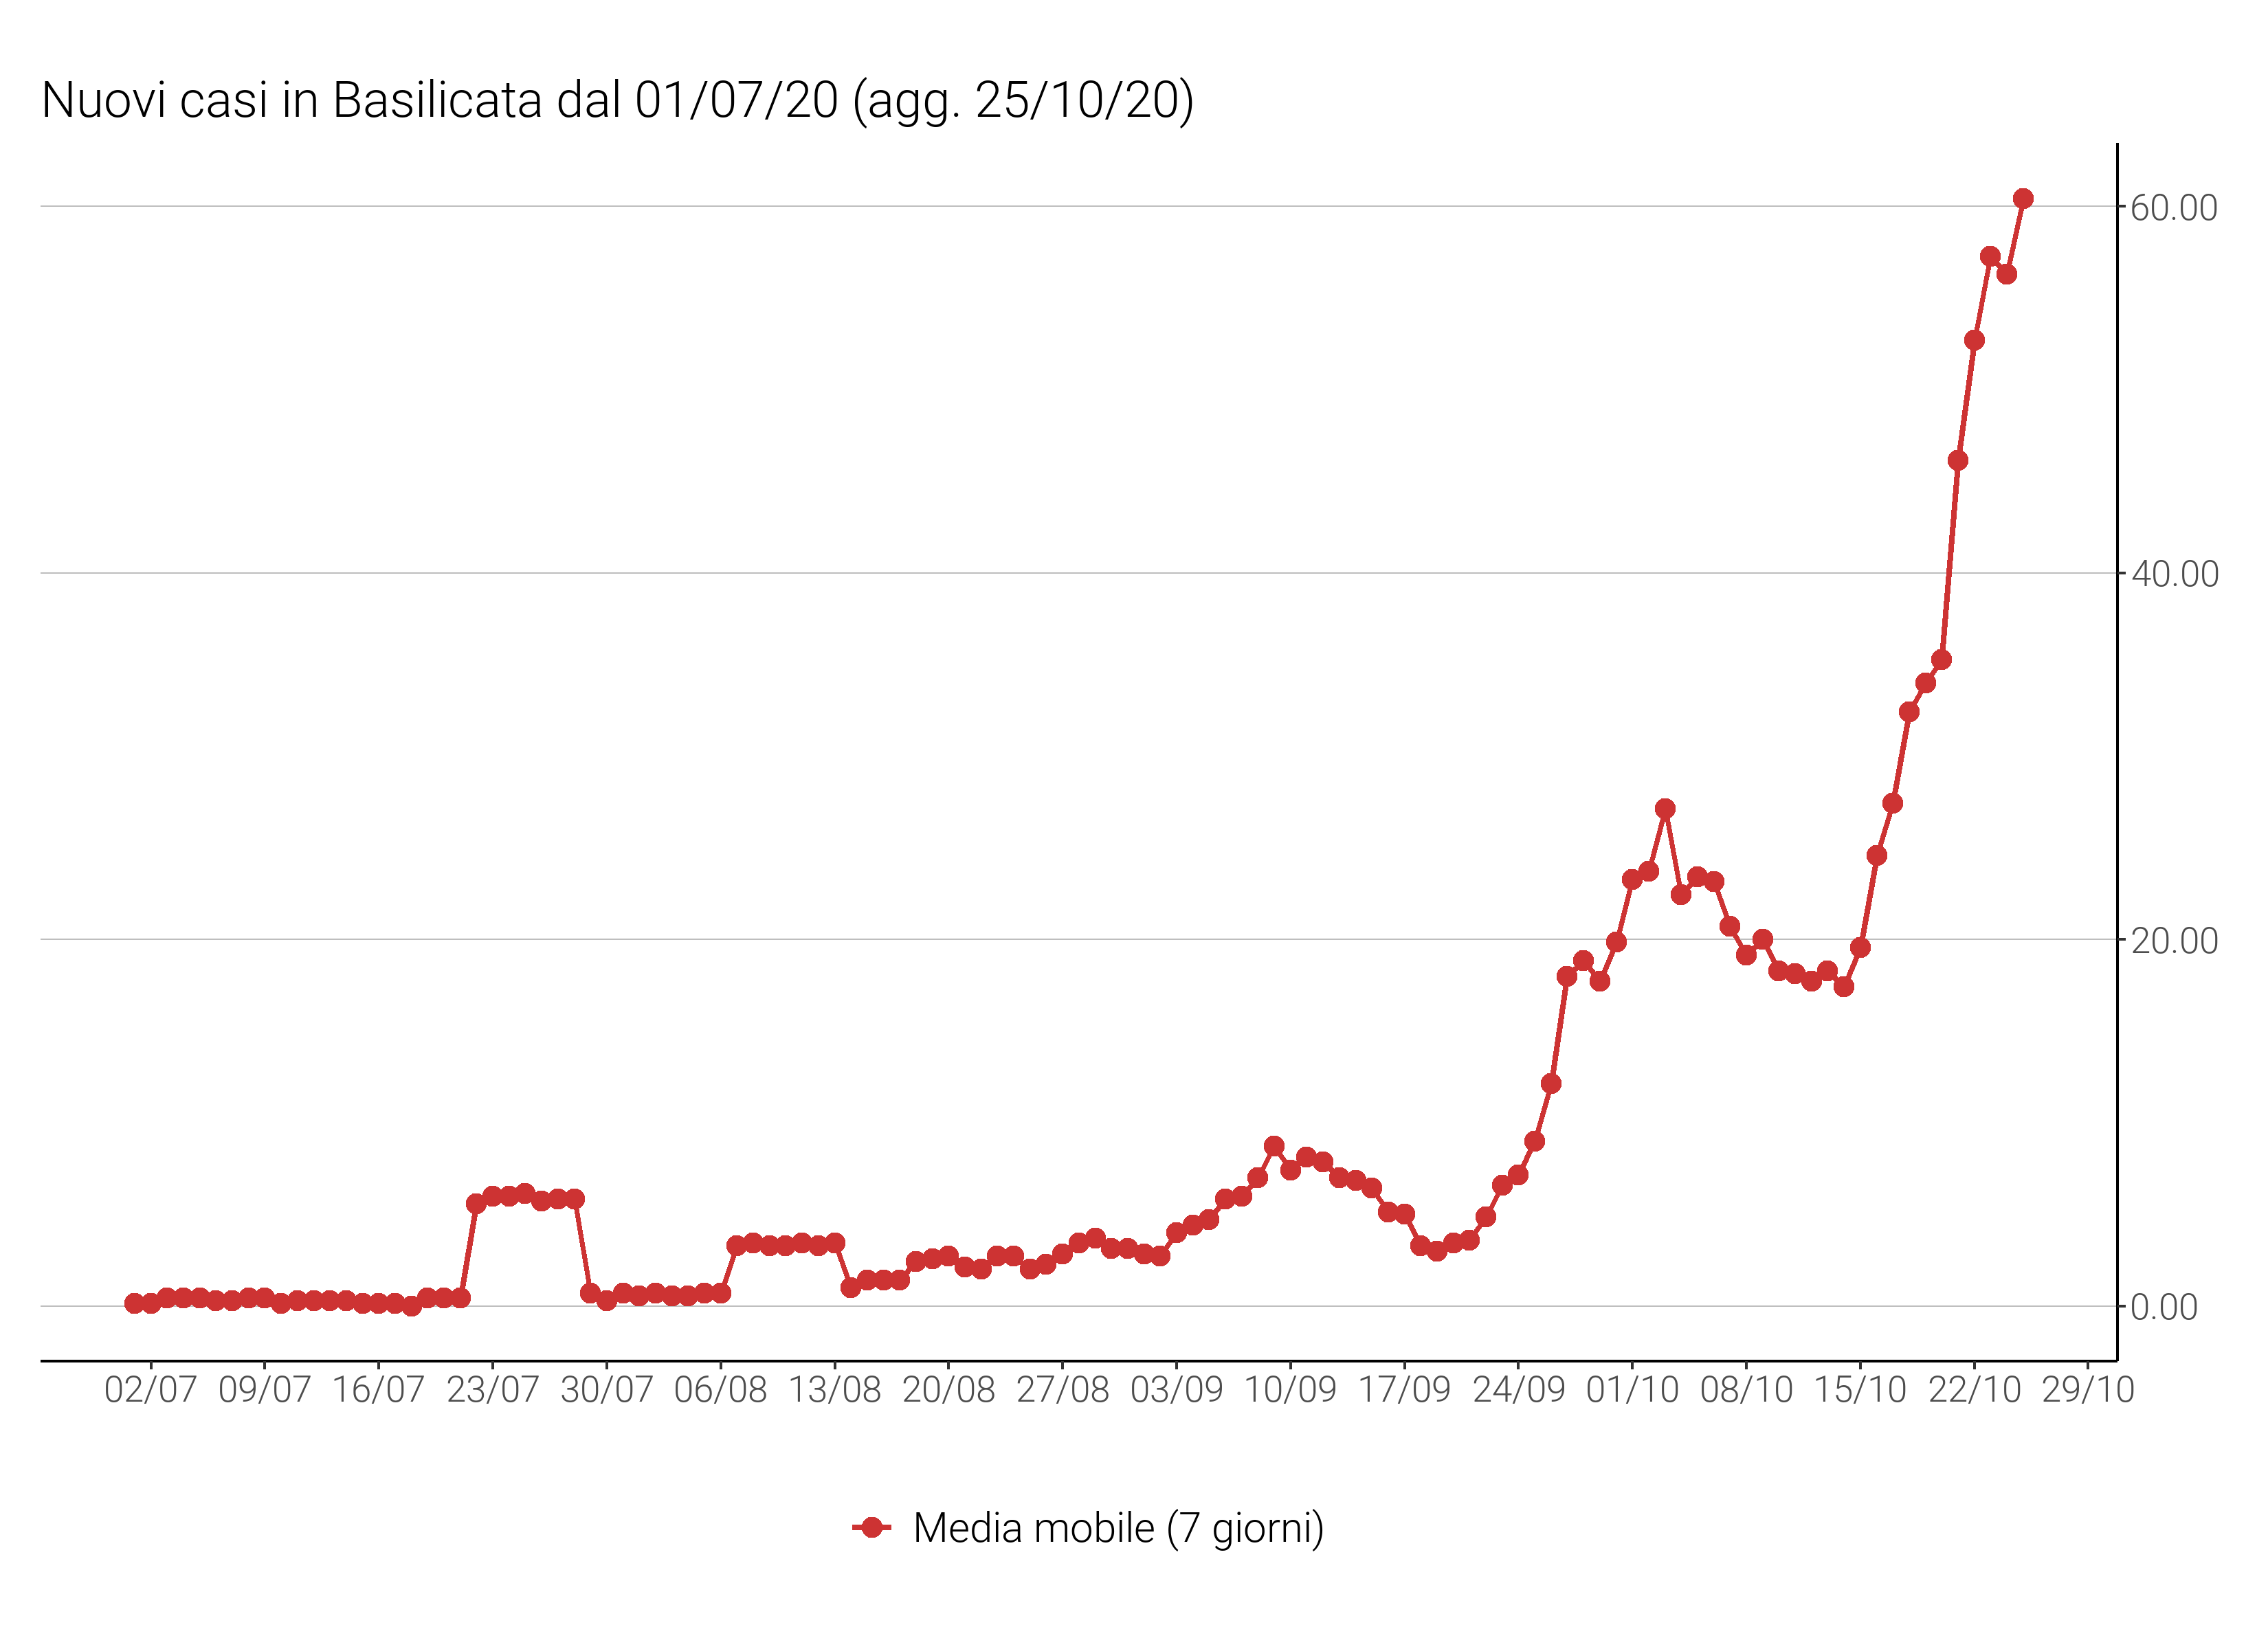 Nuovi casi in Basilicata dal 01/07/20 (agg. 25/10/20)
60.00
40.00
20.00
0.00
02/07 09/07 16/07 23/07 30/07 06/08 13/08 20/08 27/08 03/09 10/09 17/09 24/09 01/10 08/10 15/10 22/10 29/10
Media mobile (7 giorni)